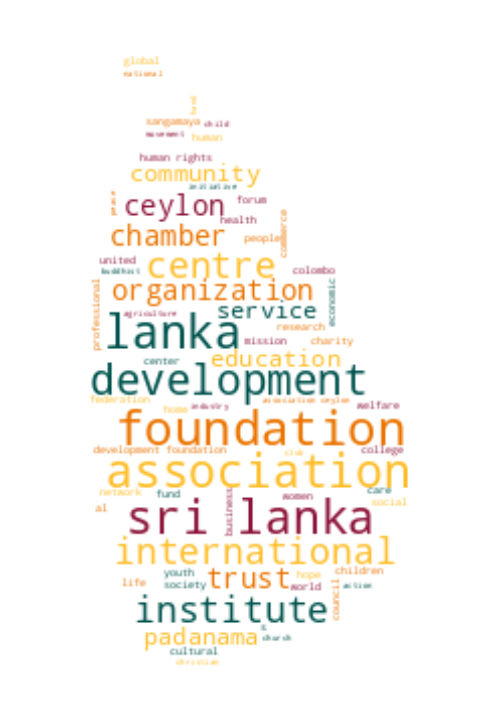 global
national
fund
sangamaya child
movement human
human rights
community
initiative
peace ceylon forum
health
chamber people commerce
united centre colombo
buddhist
professional organization economic
agriculture service
lanka research
mission charity
center education
development
federation association ceylon welfare
home industry
foundation
development foundation club college
association
network fund women care
al business social
sri lanka
international
youth trust hope children
life society world action
institute council
padanama s church
cultural
christian